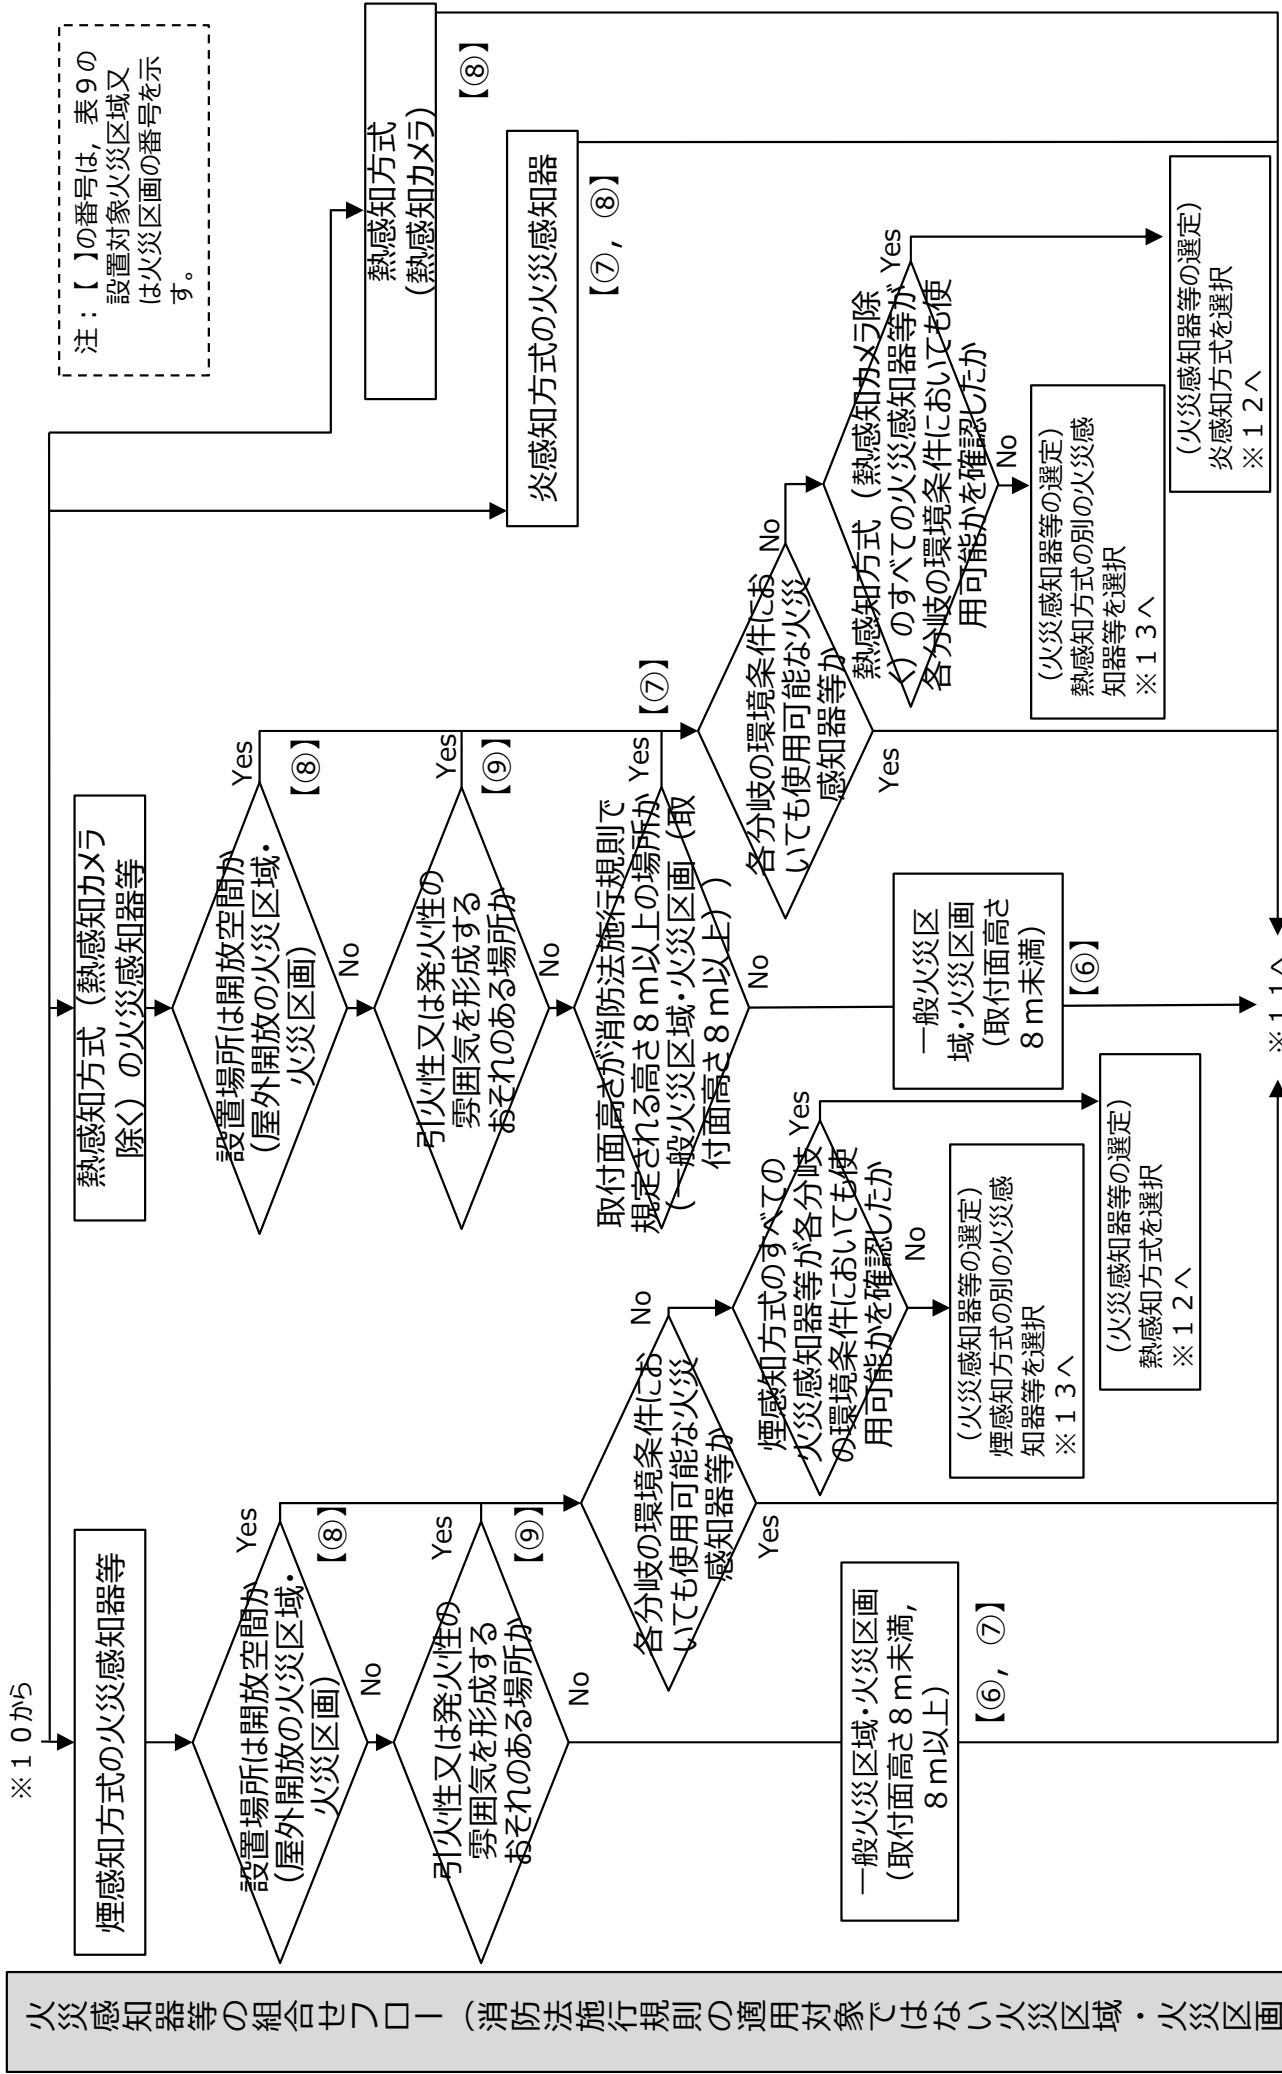 火災感知器等の組合せフロー（消防法施行規則の適用対象ではない火災区域・火災区画
※１０から
煙感知方式の火災感知器等
設置場所は開放空間か
(屋外開放の火災区域・
火災区画)
Yes
【⑧】
No
引火性又は発火性の
雰囲気を形成する
おそれのある場所か
Yes
【⑨】
No
各分岐の環境条件にお
いても使用可能な火災
感知器等か
No
Yes
煙感知方式のすべての
火災感知器等が各分岐
の環境条件においても使
用可能かを確認したか
Yes
No
(火災感知器等の選定)
煙感知方式の別の火災感
知器等を選択
※１３へ
(火災感知器等の選定)
熱感知方式を選択
※１２へ
一般火災区域・火災区画
(取付面高さ８ｍ未満,
８ｍ以上)
【⑥, ⑦】
熱感知方式（熱感知カメラ
除く）の火災感知器等
設置場所は開放空間か
(屋外開放の火災区域・
火災区画)
Yes
【⑧】
No
引火性又は発火性の
雰囲気を形成する
おそれのある場所か
Yes
【⑨】
No
取付面高さが消防法施行規則で
規定される高さ８ｍ以上の場所か
(一般火災区域・火災区画（取
付面高さ８ｍ以上））
Yes
【⑦】
No
一般火災区
域・火災区画
(取付面高さ
８ｍ未満)
【⑥】
各分岐の環境条件にお
いても使用可能な火災
感知器等か
No
Yes
熱感知方式（熱感知カメラ除
く）のすべての火災感知器等が
各分岐の環境条件においても使
用可能かを確認したか
Yes
No
(火災感知器等の選定)
熱感知方式の別の火災感
知器等を選択
※１３へ
(火災感知器等の選定)
炎感知方式を選択
※１２へ
炎感知方式の火災感知器
【⑦, ⑧】
熱感知方式
(熱感知カメラ)
【⑧】
注：【 】の番号は，表９の
設置対象火災区域又
は火災区画の番号を示
す。
※１１へ